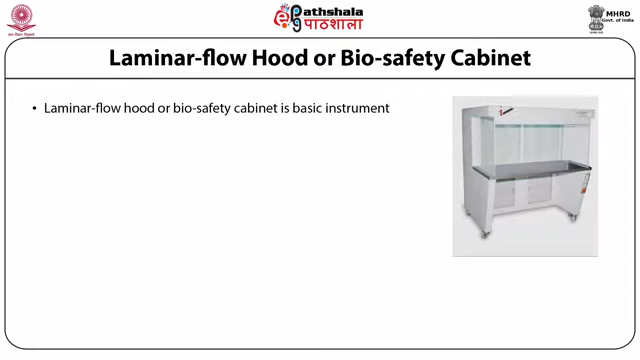 ePathshala
पाठशाला
MHRD
Govt. of India
Laminar-flow Hood or Bio-safety Cabinet
• Laminar-flow hood or bio-safety cabinet is basic instrument